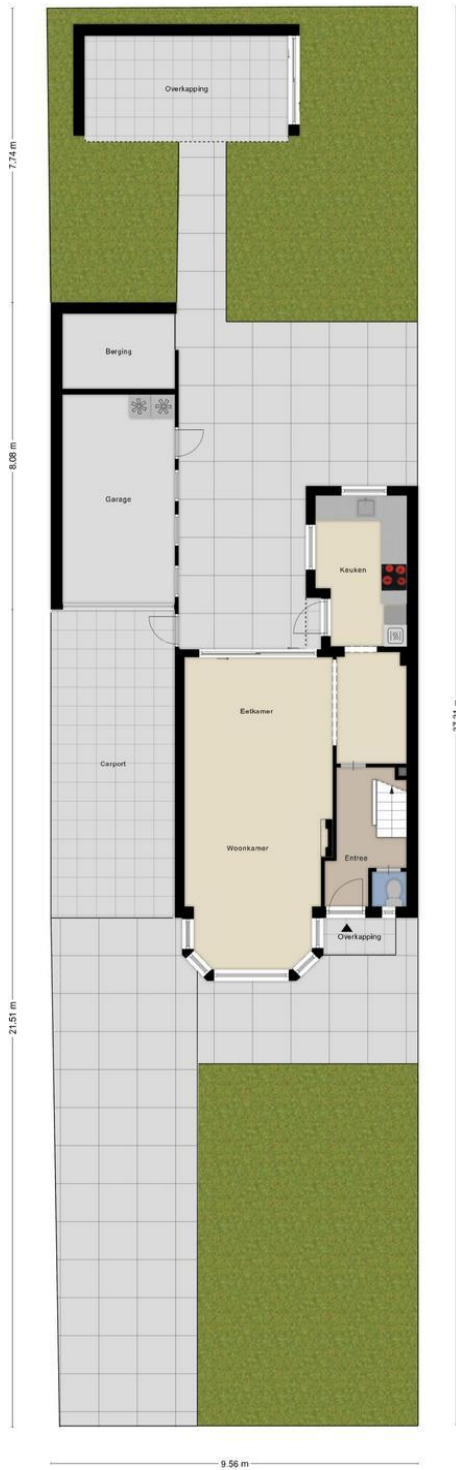 Overkapping
7.74 m
Berging
8.08 m
Garage
Keuken
Eetkamer
Carport
Woonkamer
Entree
Overkapping
21.51 m
9.56 m